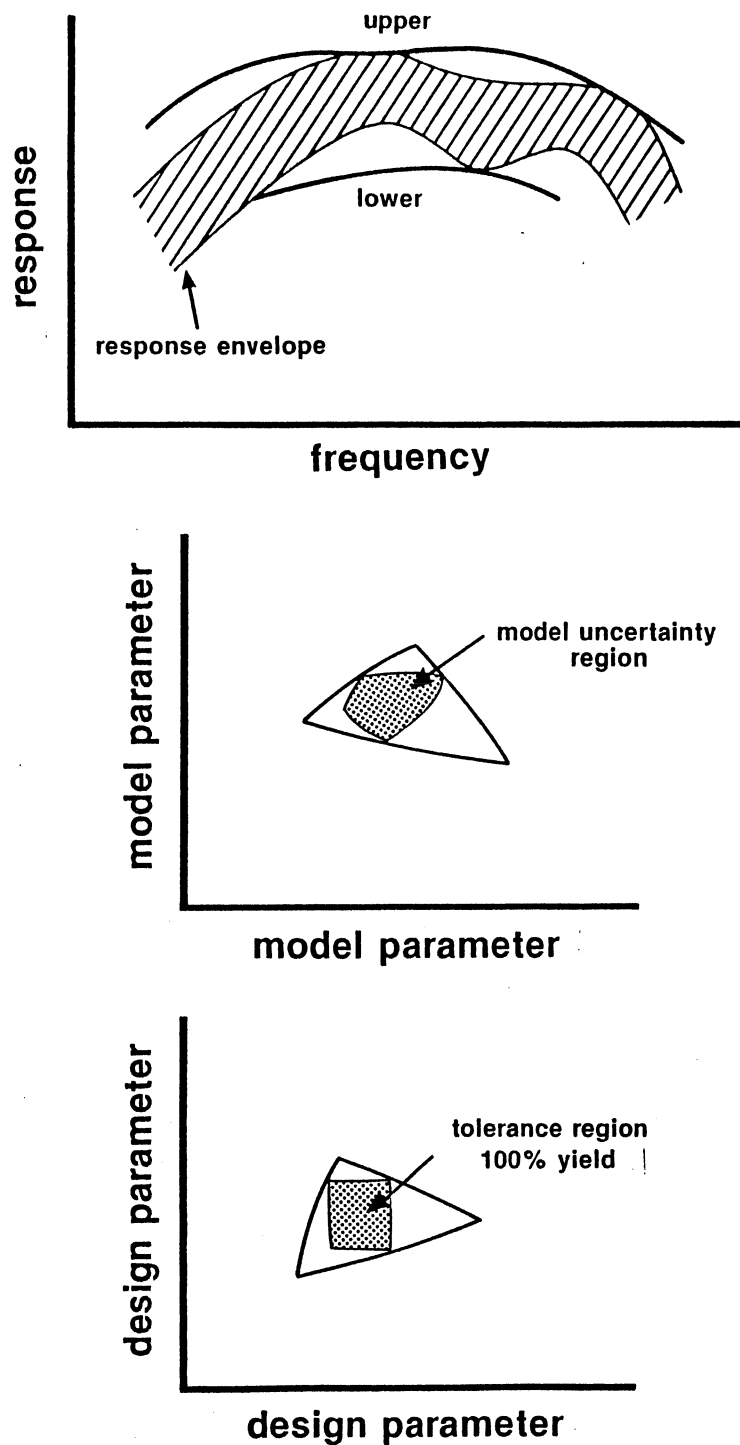 upper
response
lower
response envelope
frequency
model parameter
model uncertainty
region
model parameter
design parameter
tolerance region
100% yield
design parameter